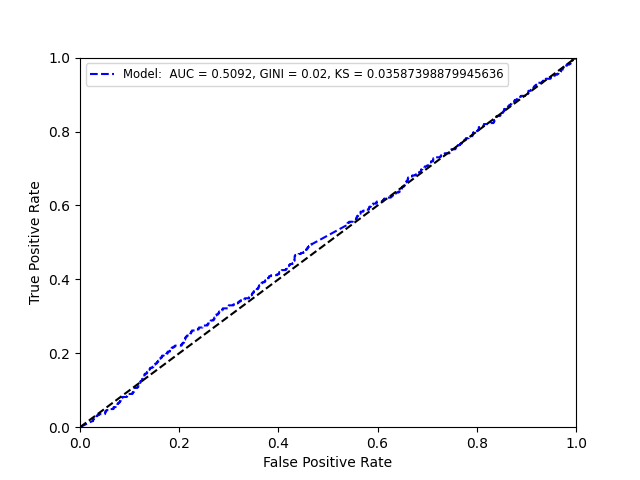 Model:  AUC = 0.5092, GINI = 0.02, KS = 0.03587398879945636
1.0
0.8
0.6
0.4
0.2
0.0
True Positive Rate
0.0 0.2 0.4 0.6 0.8 1.0
False Positive Rate